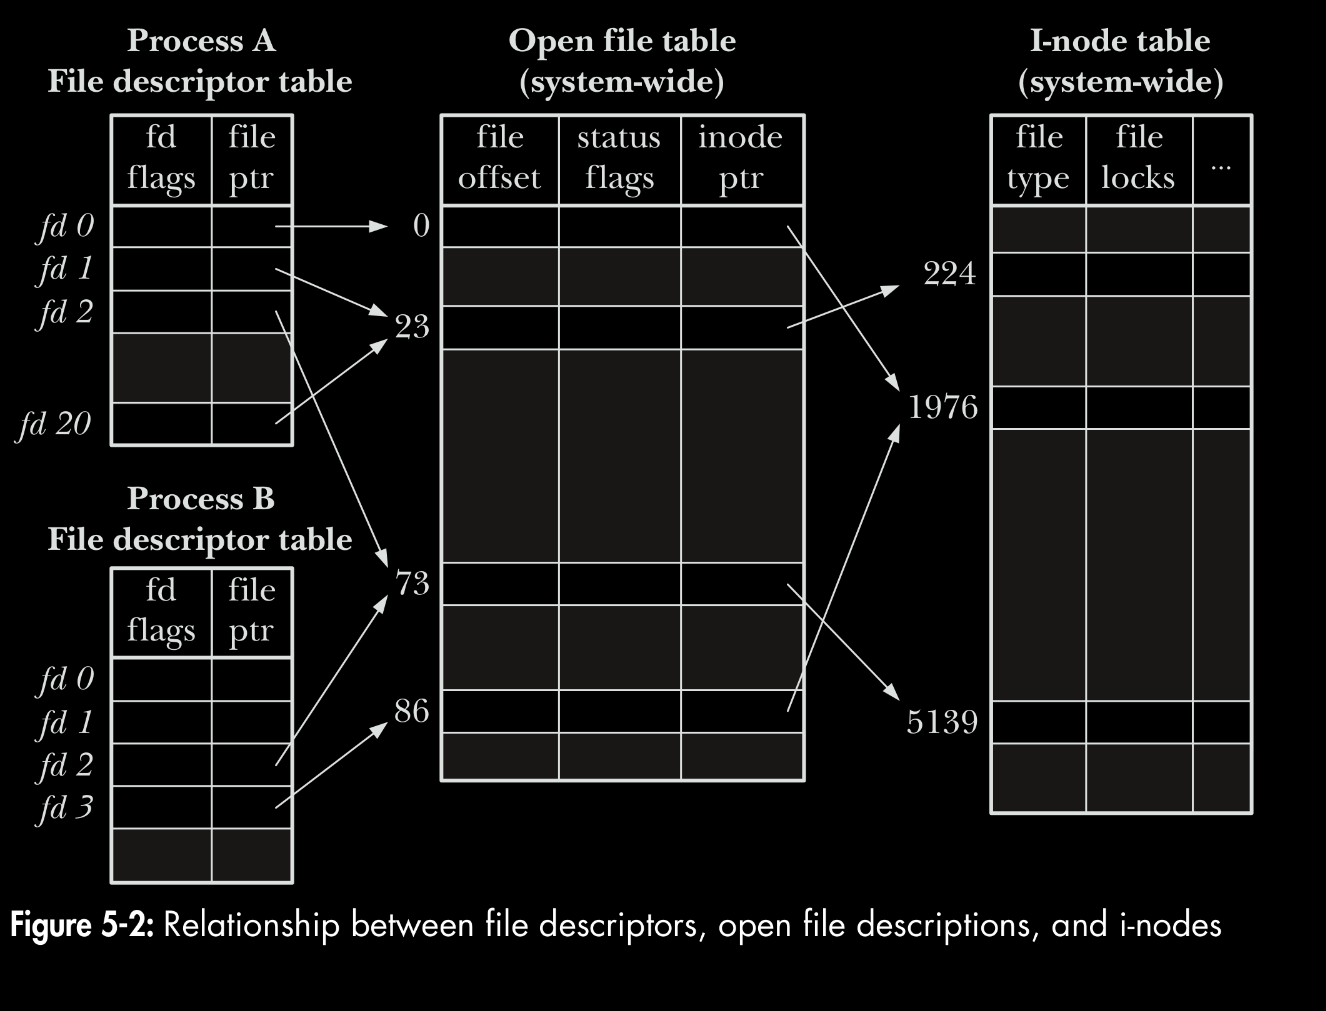 Process A
File descriptor table
fd
flags
file
ptr
fd 0
fd 1
fd 2
fd 20
Process B
File descriptor table
fd
flags
file
ptr
fd 0
fd 1
fd 2
fd 3
Open file table
(system-wide)
file
offset
status
flags
inode
ptr
0
23
73
86
I-node table
(system-wide)
file
type
file
locks
...
224
1976
5139
Figure 5-2: Relationship between file descriptors, open file descriptions, and i-nodes